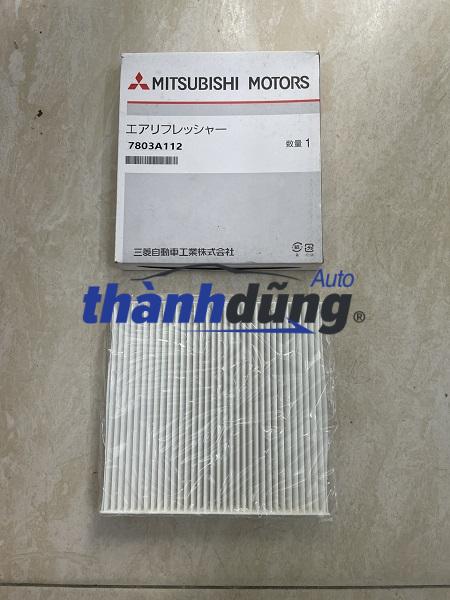 MITSUBISHI MOTORS
エアリフレッシャー
7803A112
数量 1
三菱自動車工業株式会社
Auto
thànhdũng®